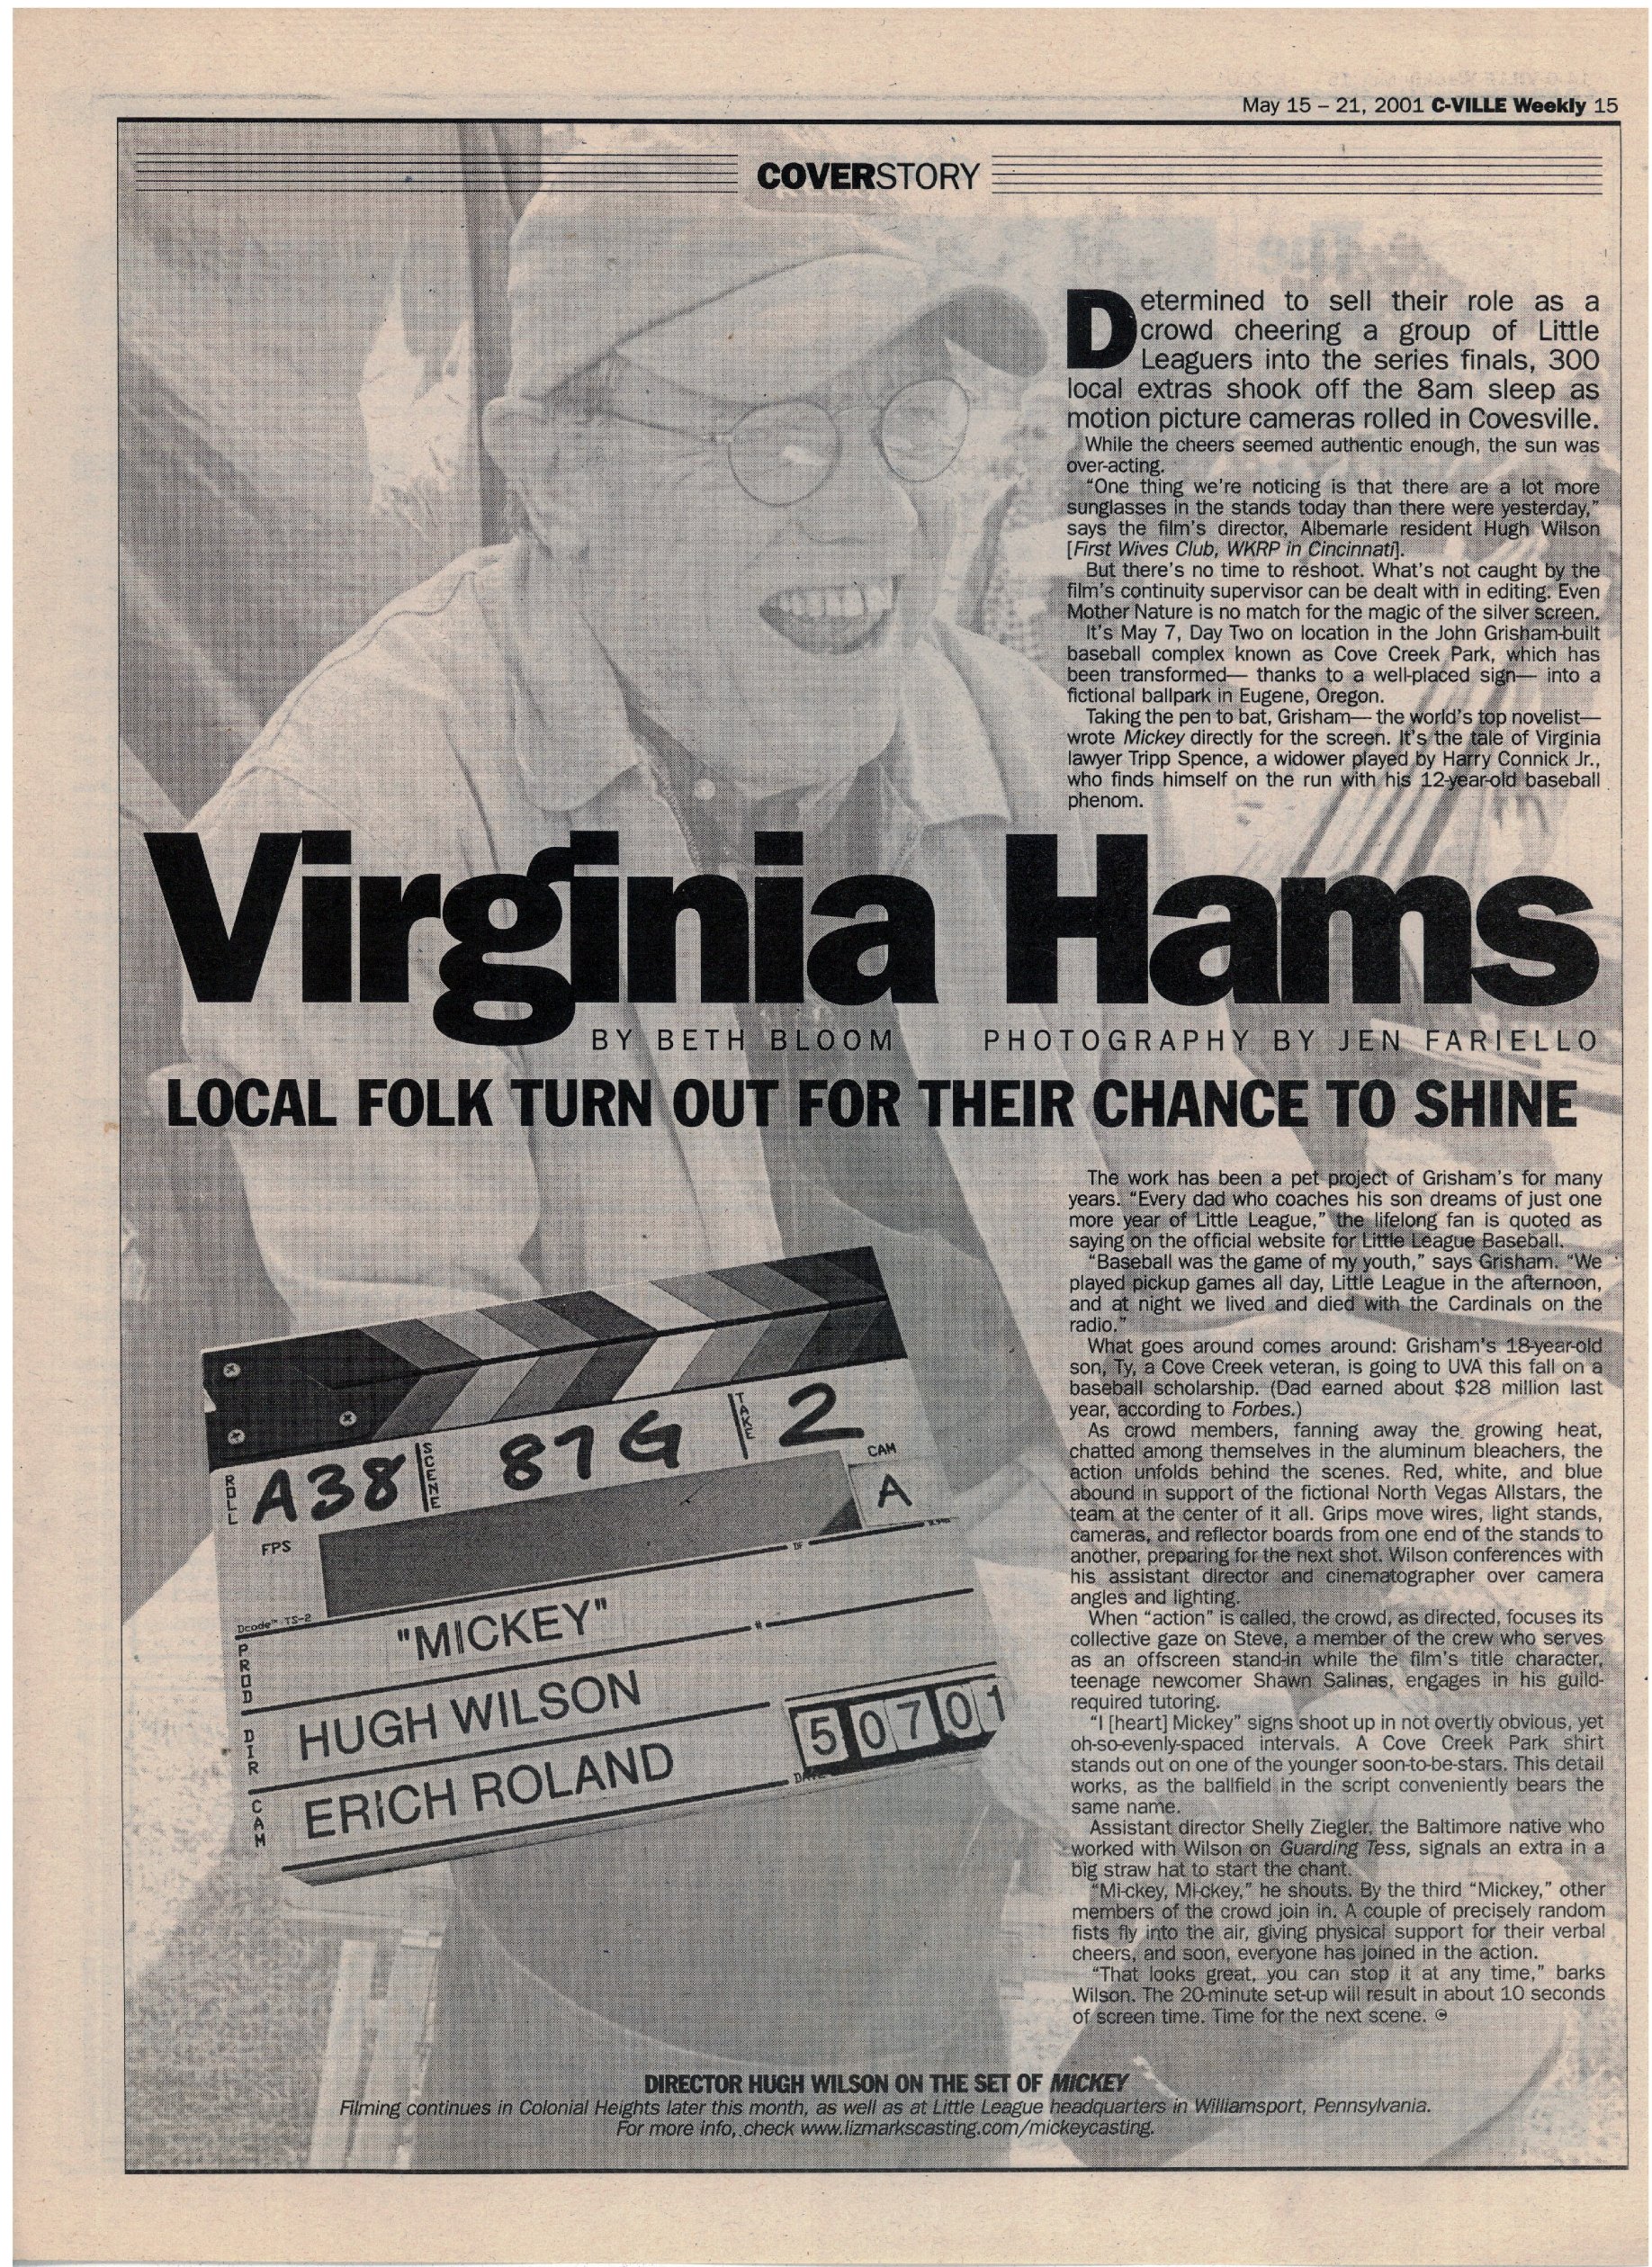 May 15 – 21, 2001 C-VILLE Weekly 15
COVERSTORY
Determined to sell their role as a
crowd cheering a group of Little
Leaguers into the series finals, 300
local extras shook off the 8am sleep as
motion picture cameras rolled in Covesville.
While the cheers seemed authentic enough, the sun was
over-acting.
“One thing we’re noticing is that there are a lot more
sunglasses in the stands today than there were yesterday,”
says the film’s director, Albemarle resident Hugh Wilson
[First Wives Club, WKRP in Cincinnati].
But there’s no time to reshoot. What’s not caught by the
film’s continuity supervisor can be dealt with in editing. Even
Mother Nature is no match for the magic of the silver screen.
It’s May 7, Day Two on location in the John Grisham-built
baseball complex known as Cove Creek Park, which has
been transformed— thanks to a well-placed sign— into a
fictional ballpark in Eugene, Oregon.
Taking the pen to bat, Grisham— the world’s top novelist—
wrote Mickey directly for the screen. It’s the tale of Virginia
lawyer Tripp Spence, a widower played by Harry Connick Jr.,
who finds himself on the run with his 12-year-old baseball
phenom.
Virginia Hams
BY BETH BLOOM PHOTOGRAPHY BY JEN FARIELLO
LOCAL FOLK TURN OUT FOR THEIR CHANCE TO SHINE
The work has been a pet project of Grisham’s for many
years. “Every dad who coaches his son dreams of just one
more year of Little League,” the lifelong fan is quoted as
saying on the official website for Little League Baseball.
“Baseball was the game of my youth,” says Grisham. “We
played pickup games all day, Little League in the afternoon,
and at night we lived and died with the Cardinals on the
radio.”
What goes around comes around: Grisham’s 18-year-old
son, Ty, a Cove Creek veteran, is going to UVA this fall on a
baseball scholarship. (Dad earned about $28 million last
year, according to Forbes.)
As crowd members, fanning away the growing heat,
chatted among themselves in the aluminum bleachers, the
action unfolds behind the scenes. Red, white, and blue
abound in support of the fictional North Vegas Allstars, the
team at the center of it all. Grips move wires, light stands,
cameras, and reflector boards from one end of the stands to
another, preparing for the next shot. Wilson conferences with
his assistant director and cinematographer over camera
angles and lighting.
When “action” is called, the crowd, as directed, focuses its
collective gaze on Steve, a member of the crew who serves
as an offscreen stand-in while the film’s title character,
teenage newcomer Shawn Salinas, engages in his guild-
required tutoring.
“I [heart] Mickey” signs shoot up in not overtly obvious, yet
oh-so-evenly-spaced intervals. A Cove Creek Park shirt
stands out on one of the younger soon-to-be-stars. This detail
works, as the ballfield in the script conveniently bears the
same name.
Assistant director Shelly Ziegler, the Baltimore native who
worked with Wilson on Guarding Tess, signals an extra in a
big straw hat to start the chant.
“Mi-ckey, Mi-ckey,” he shouts. By the third “Mickey,” other
members of the crowd join in. A couple of precisely random
fists fly into the air, giving physical support for their verbal
cheers, and soon, everyone has joined in the action.
“That looks great, you can stop it at any time,” barks
Wilson. The 20-minute set-up will result in about 10 seconds
of screen time. Time for the next scene.
ROLL A38 SCENE 87G TAKE 2
CAM
A
FPS
Dcode™ TS-2
PROD "MICKEY"
DIR HUGH WILSON
50701
CAM ERICH ROLAND
DIRECTOR HUGH WILSON ON THE SET OF MICKEY
Filming continues in Colonial Heights later this month, as well as at Little League headquarters in Williamsport, Pennsylvania.
For more info, check www.lizmarkscasting.com/mickeycasting.